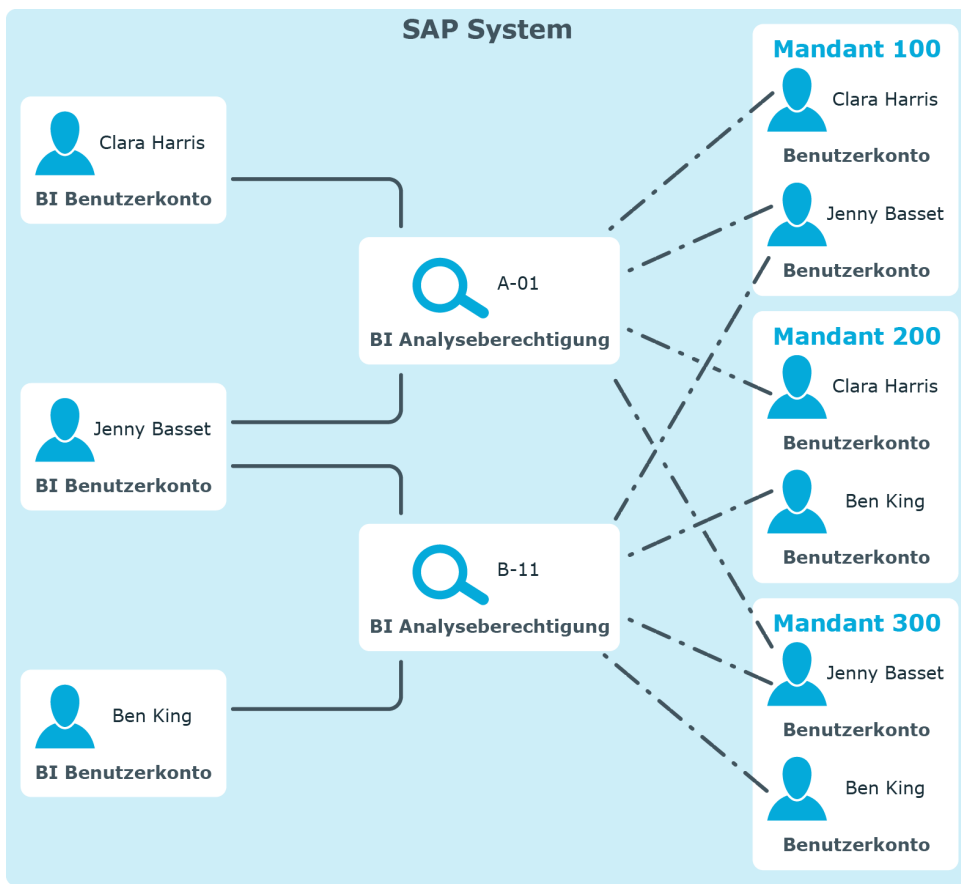 SAP System
Clara Harris
BI Benutzerkonto
Jenny Basset
BI Benutzerkonto
Ben King
BI Benutzerkonto
A-01
BI Analyseberechtigung
B-11
BI Analyseberechtigung
Mandant 100
Clara Harris
Benutzerkonto
Jenny Basset
Benutzerkonto
Mandant 200
Clara Harris
Benutzerkonto
Ben King
Benutzerkonto
Mandant 300
Jenny Basset
Benutzerkonto
Ben King
Benutzerkonto